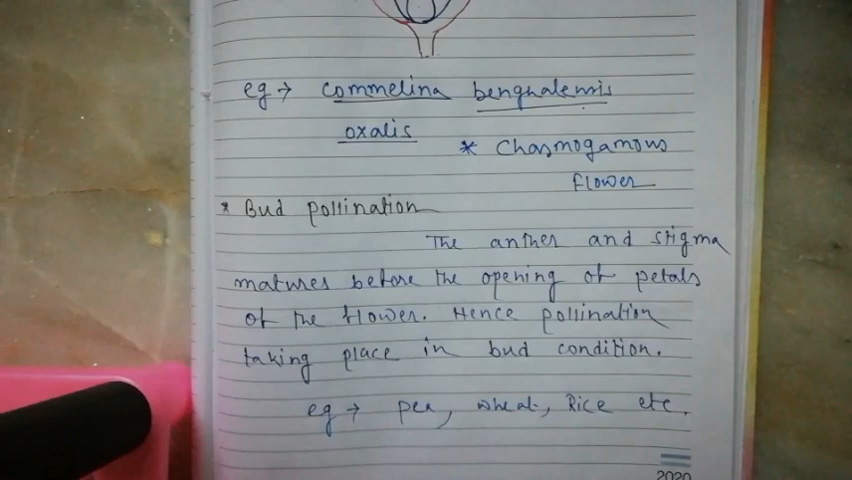 eg → commelina benghalensis
oxalis
* Chasmogamous
flower
* Bud pollination
The anther and stigma
matures before the opening of petals
of the flower. Hence pollination
taking place in bud condition.
eg → pea, wheat, Rice etc.
2020